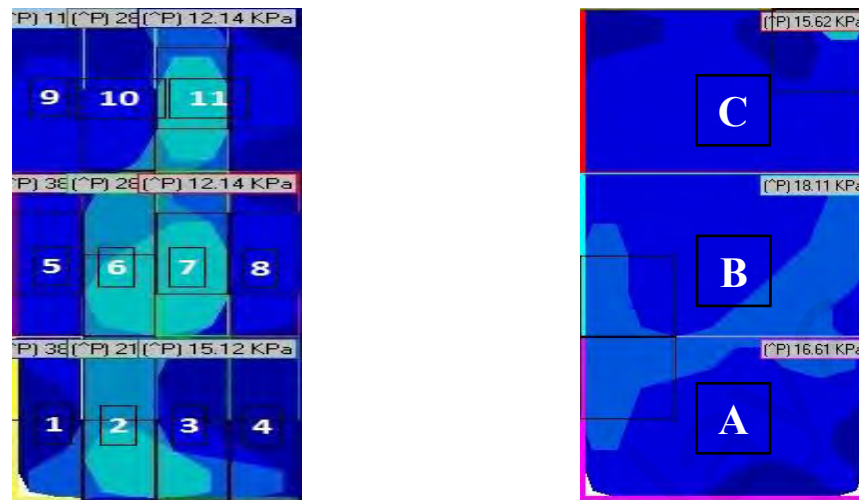 (^P) 11 (^P) 28 (^P) 12.14 KPa
9 10 11
(^P) 38 (^P) 28 (^P) 12.14 KPa
5 6 7 8
(^P) 38 (^P) 21 (^P) 15.12 KPa
1 2 3 4
(^P) 15.62 KPa
C
(^P) 18.11 KPa
B
(^P) 16.61 KPa
A